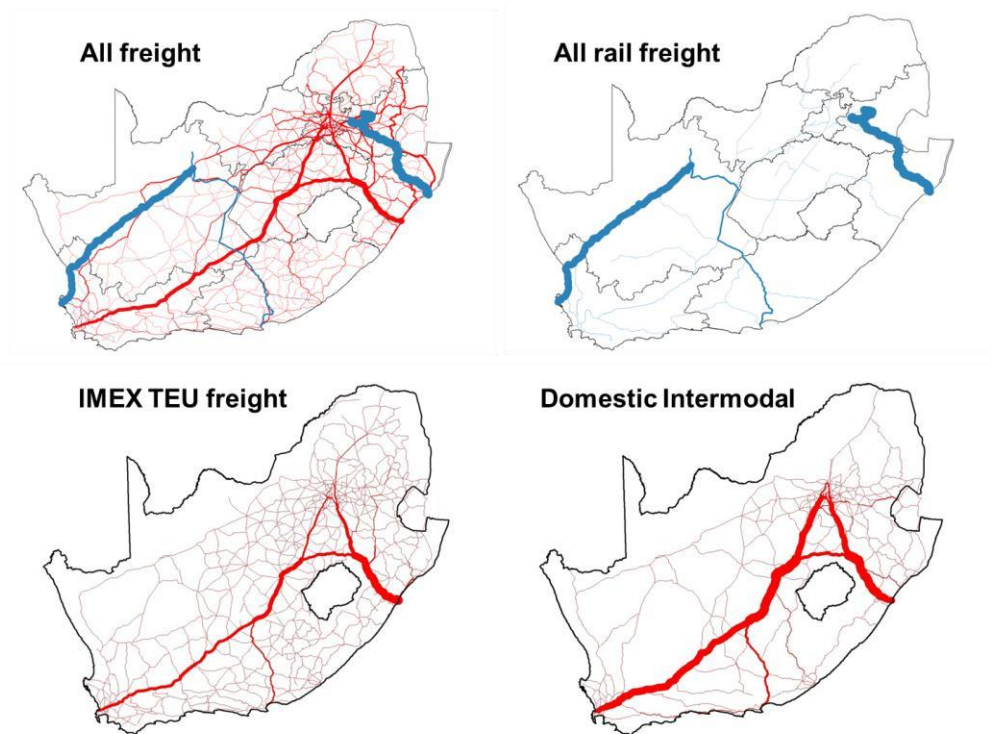 All freight
All rail freight
IMEX TEU freight
Domestic Intermodal